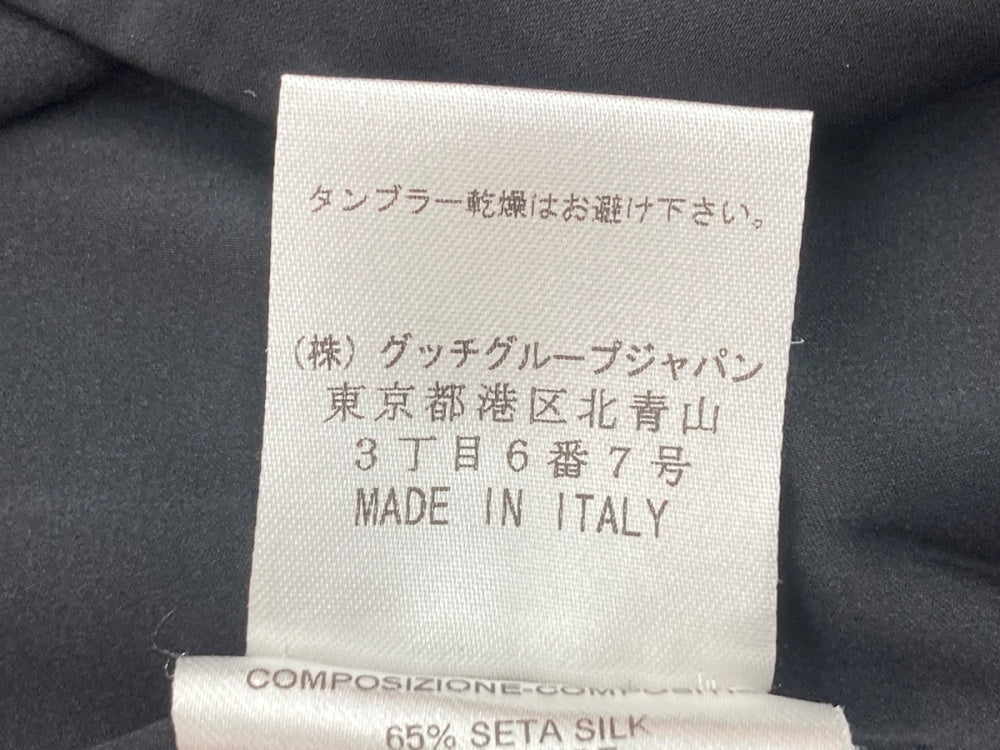 タンブラー乾燥はお避け下さい。
（株）グッチグループジャパン
東京都港区北青山
3丁目6番7号
MADE IN ITALY
COMPOSIZIONE-
65% SETA SILK